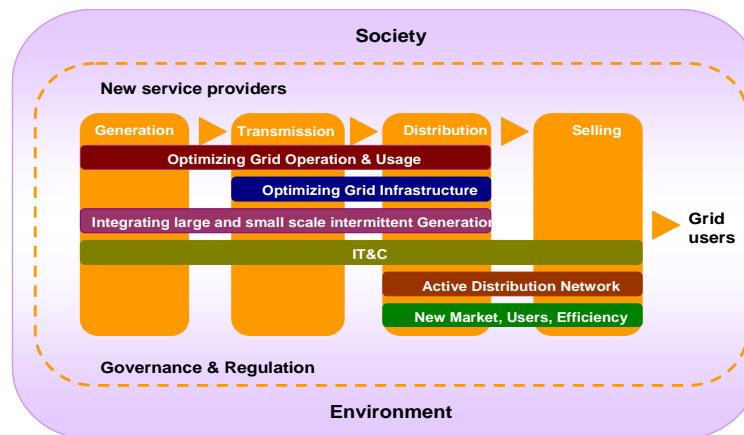 Society
New service providers
Generation
Transmission
Distribution
Selling
Optimizing Grid Operation & Usage
Optimizing Grid Infrastructure
Integrating large and small scale intermittent Generation
Grid
users
IT&C
Active Distribution Network
New Market, Users, Efficiency
Governance & Regulation
Environment